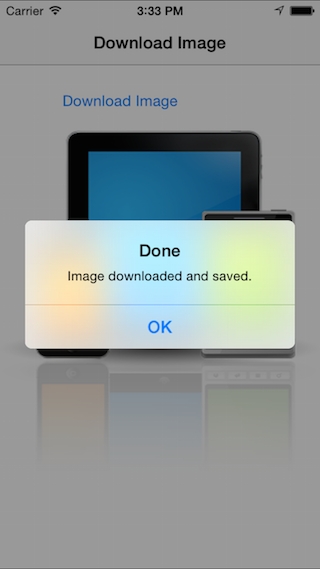 Carrier 3:33 PM
Download Image
Download Image
Done
Image downloaded and saved.
OK